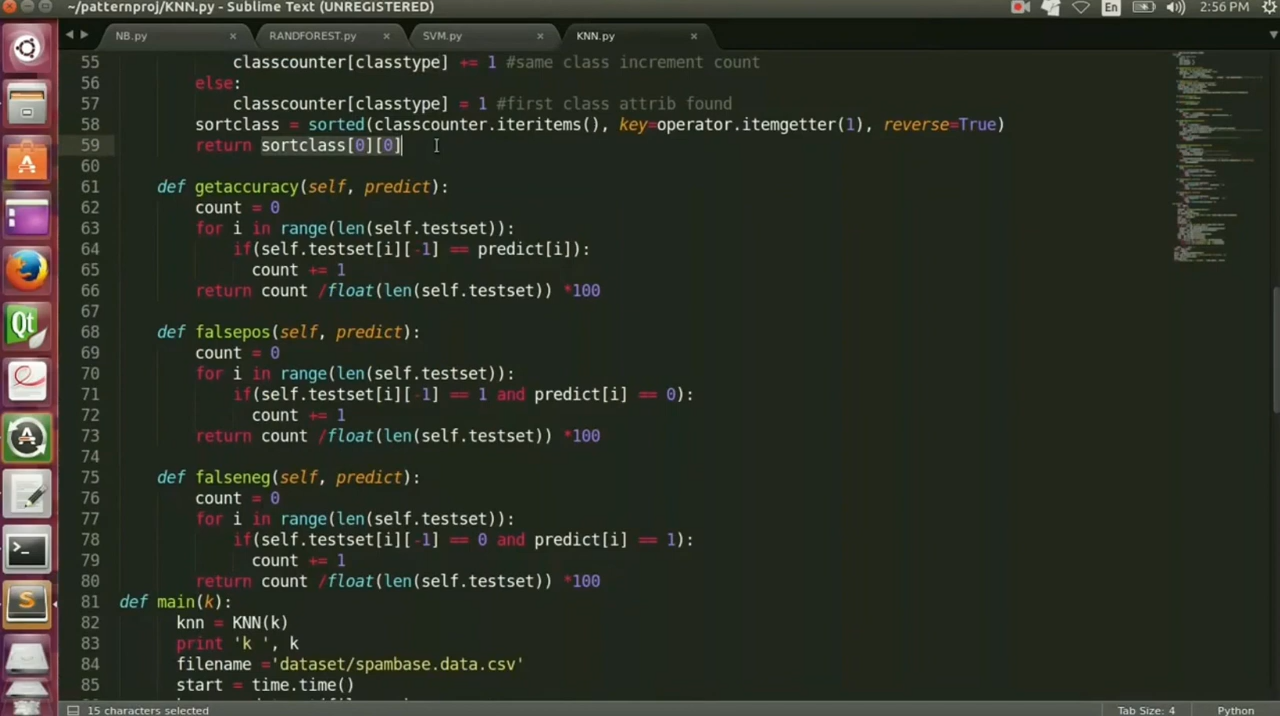 ~/patternproj/KNN.py - Sublime Text (UNREGISTERED)
En
2:56 PM
NB.py
RANDFOREST.py
SVM.py
KNN.py
55 classcounter[classtype] += 1 #same class increment count
56 else:
57 classcounter[classtype] = 1 #first class attrib found
58 sortclass = sorted(classcounter.iteritems(), key=operator.itemgetter(1), reverse=True)
59 return sortclass[0][0]
60
61 def getaccuracy(self, predict):
62 count = 0
63 for i in range(len(self.testset)):
64 if(self.testset[i][-1] == predict[i]):
65 count += 1
66 return count /float(len(self.testset)) *100
67
68 def falsepos(self, predict):
69 count = 0
70 for i in range(len(self.testset)):
71 if(self.testset[i][-1] == 1 and predict[i] == 0):
72 count += 1
73 return count /float(len(self.testset)) *100
74
75 def falseneg(self, predict):
76 count = 0
77 for i in range(len(self.testset)):
78 if(self.testset[i][-1] == 0 and predict[i] == 1):
79 count += 1
80 return count /float(len(self.testset)) *100
81 def main(k):
82 knn = KNN(k)
83 print 'k ', k
84 filename ='dataset/spambase.data.csv'
85 start = time.time()
15 characters selected
Tab Size: 4
Python